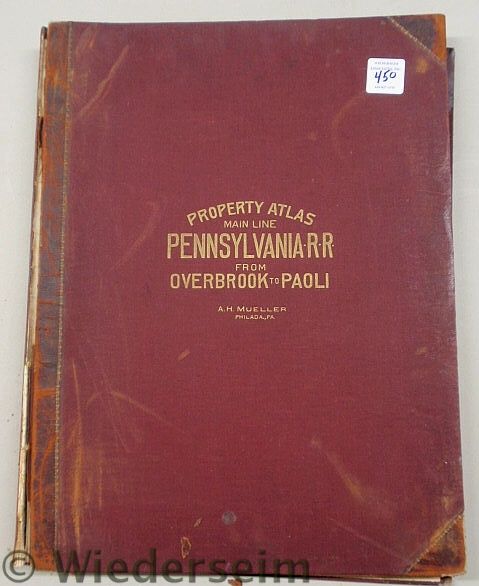 450
PROPERTY ATLAS
MAIN LINE
PENNSYLVANIA·R·R
FROM
OVERBROOK TO PAOLI
A.H. MUELLER
PHILADA., PA.
© Wiederseim